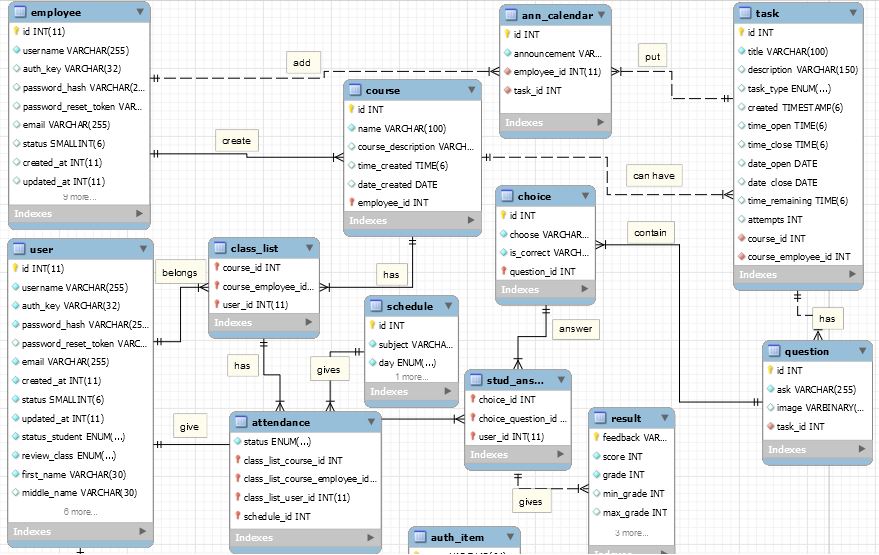 employee
id INT(11)
username VARCHAR(255)
auth_key VARCHAR(32)
password_hash VARCHAR(2...
password_reset_token VAR...
email VARCHAR(255)
status SMALLINT(6)
created_at INT(11)
updated_at INT(11)
9 more...
Indexes
add
create
course
id INT
name VARCHAR(100)
course_description VARCH...
time_created TIME(6)
date_created DATE
employee_id INT
Indexes
ann_calendar
id INT
announcement VAR...
employee_id INT(11)
task_id INT
Indexes
put
can have
task
id INT
title VARCHAR(100)
description VARCHAR(150)
task_type ENUM(...)
created TIMESTAMP(6)
time_open TIME(6)
time_close TIME(6)
date_open DATE
date_close DATE
time_remaining TIME(6)
attempts INT
course_id INT
course_employee_id INT
Indexes
user
id INT(11)
username VARCHAR(255)
auth_key VARCHAR(32)
password_hash VARCHAR(25...
password_reset_token VARC...
email VARCHAR(255)
created_at INT(11)
status SMALLINT(6)
updated_at INT(11)
status_student ENUM(...)
review_class ENUM(...)
first_name VARCHAR(30)
middle_name VARCHAR(30)
6 more...
Indexes
belongs
class_list
course_id INT
course_employee_id...
user_id INT(11)
Indexes
has
has
give
gives
schedule
id INT
subject VARCHA...
day ENUM(...)
1 more...
Indexes
choice
id INT
choose VARCHAR...
is_correct VARCH...
question_id INT
Indexes
contain
answer
has
question
id INT
ask VARCHAR(255)
image VARBINARY(...
task_id INT
Indexes
attendance
status ENUM(...)
class_list_course_id INT
class_list_course_employee_id...
class_list_user_id INT(11)
schedule_id INT
Indexes
stud_ans...
choice_id INT
choice_question_id ...
user_id INT(11)
Indexes
gives
result
feedback VAR...
score INT
grade INT
min_grade INT
max_grade INT
3 more...
auth_item